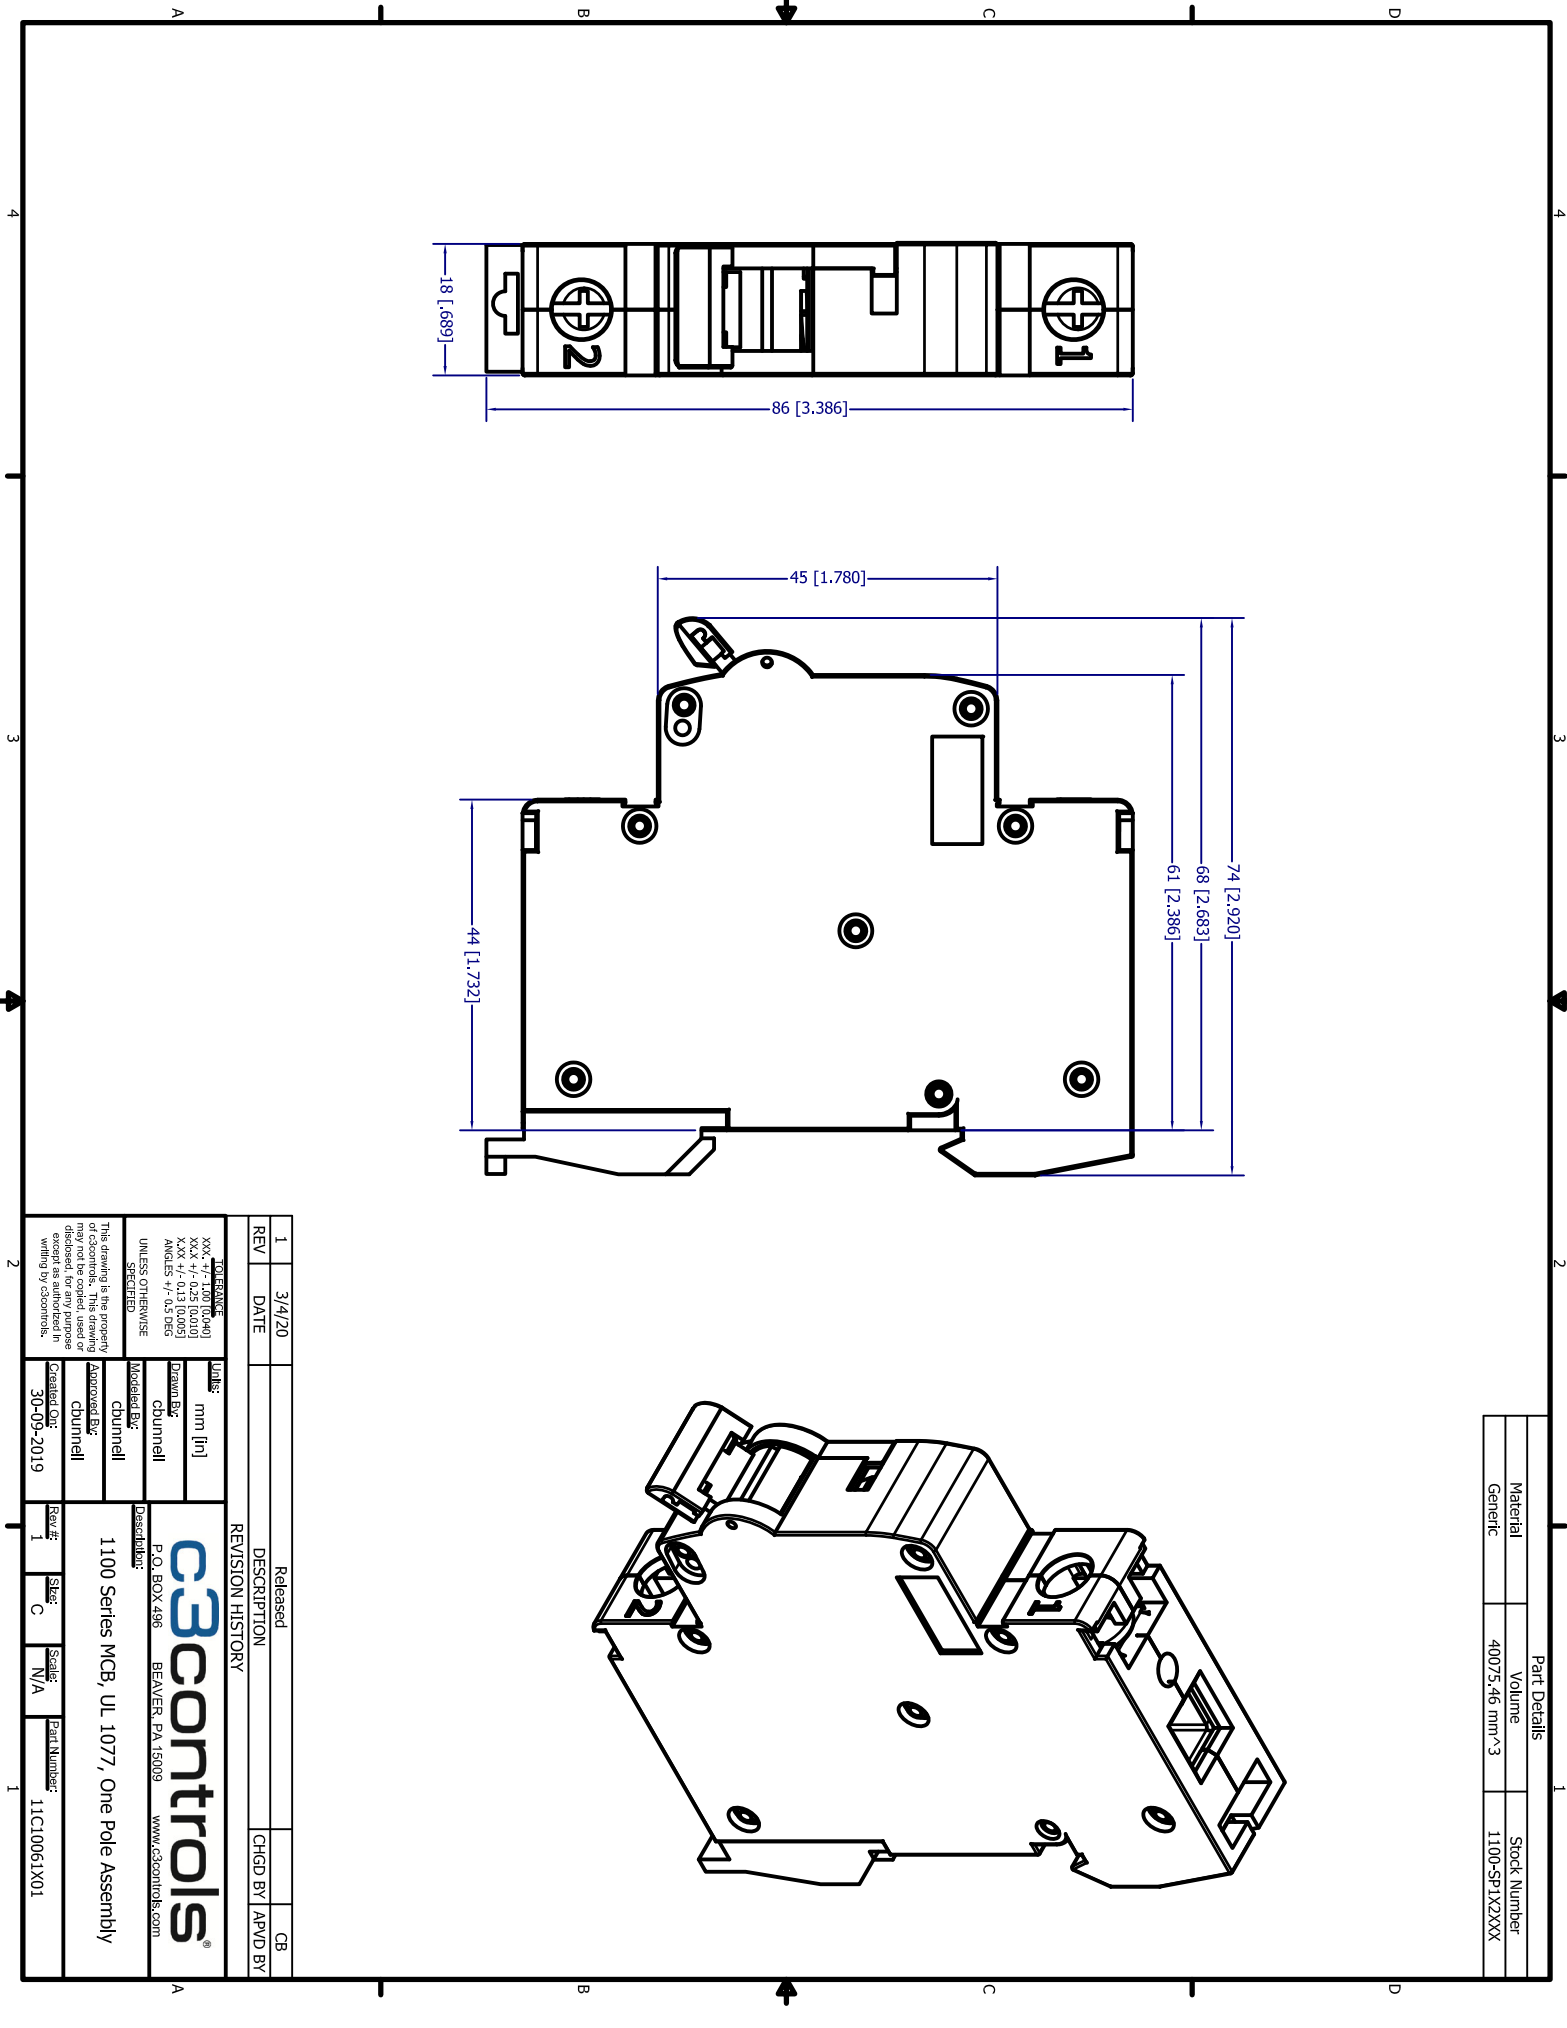 4
3
2
1
D
C
B
A
D
C
B
A
4
3
2
1
Part Details
Material Volume Stock Number
Generic 40075.46 mm^3 1100-SP1X2XXX
1
2
18 [.689]
86 [3.386]
45 [1.780]
74 [2.920]
68 [2.683]
61 [2.386]
44 [1.732]
1
2
1 3/4/20 Released CB
REV DATE DESCRIPTION CHGD BY APVD BY
REVISION HISTORY
TOLERANCE
XXX. +/- 1.00 [0.040]
XX.X +/- 0.25 [0.010]
X.XX +/- 0.13 [0.005]
ANGLES +/- 0.5 DEG
UNLESS OTHERWISE
SPECIFIED
This drawing is the property
of c3controls. This drawing
may not be copied, used or
disclosed, for any purpose
except as authorized in
writing by c3controls.
Units:
mm [in]
Drawn By:
cbunnell
Modeled By:
cbunnell
Approved By:
cbunnell
Created On:
30-09-2019
c3controls®
P.O. BOX 496 BEAVER, PA 15009 www.c3controls.com
Description:
1100 Series MCB, UL 1077, One Pole Assembly
Rev #:
1
Size:
C
Scale:
N/A
Part Number:
11C10061X01